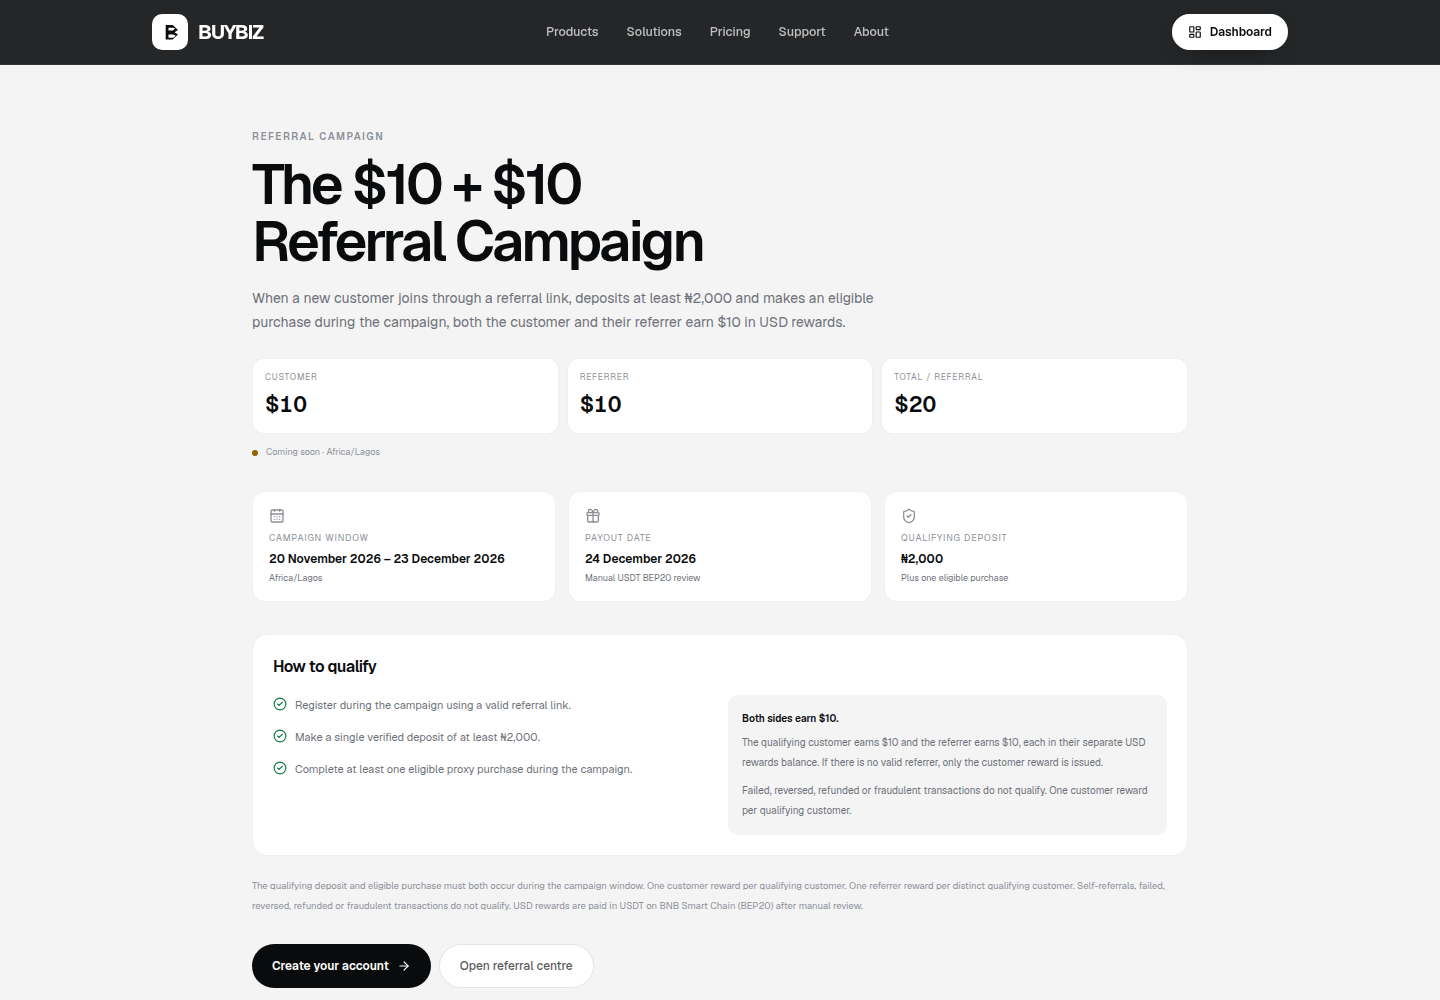 BUYBIZ
Products
Solutions
Pricing
Support
About
Dashboard
REFERRAL CAMPAIGN
The $10 + $10
Referral Campaign
When a new customer joins through a referral link, deposits at least ₦2,000 and makes an eligible
purchase during the campaign, both the customer and their referrer earn $10 in USD rewards.
CUSTOMER
$10
REFERRER
$10
TOTAL / REFERRAL
$20
Coming soon · Africa/Lagos
CAMPAIGN WINDOW
20 November 2026 – 23 December 2026
Africa/Lagos
PAYOUT DATE
24 December 2026
Manual USDT BEP20 review
QUALIFYING DEPOSIT
₦2,000
Plus one eligible purchase
How to qualify
Register during the campaign using a valid referral link.
Make a single verified deposit of at least ₦2,000.
Complete at least one eligible proxy purchase during the campaign.
Both sides earn $10.
The qualifying customer earns $10 and the referrer earns $10, each in their separate USD
rewards balance. If there is no valid referrer, only the customer reward is issued.
Failed, reversed, refunded or fraudulent transactions do not qualify. One customer reward
per qualifying customer.
The qualifying deposit and eligible purchase must both occur during the campaign window. One customer reward per qualifying customer. One referrer reward per distinct qualifying customer. Self-referrals, failed,
reversed, refunded or fraudulent transactions do not qualify. USD rewards are paid in USDT on BNB Smart Chain (BEP20) after manual review.
Create your account
Open referral centre